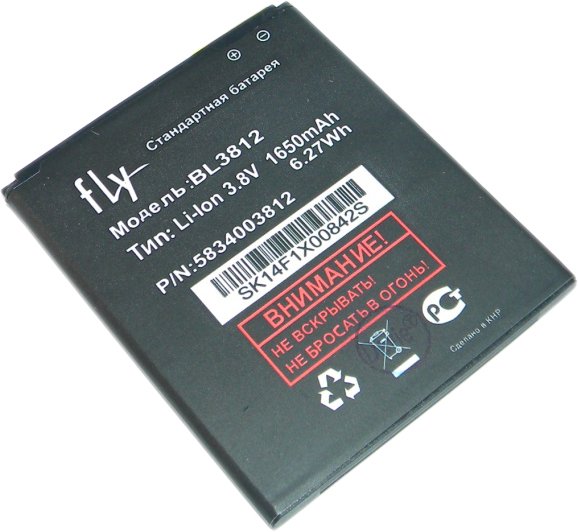 Стандартная батарея
fly
Модель:BL3812
Тип: Li-Ion 3.8V 1650mAh
6.27Wh
P/N:5834003812
SK14F1X00842S
ВНИМАНИЕ!
НЕ ВСКРЫВАТЬ!
НЕ БРОСАТЬ В ОГОНЬ!
РСТ
Сделано в КНР